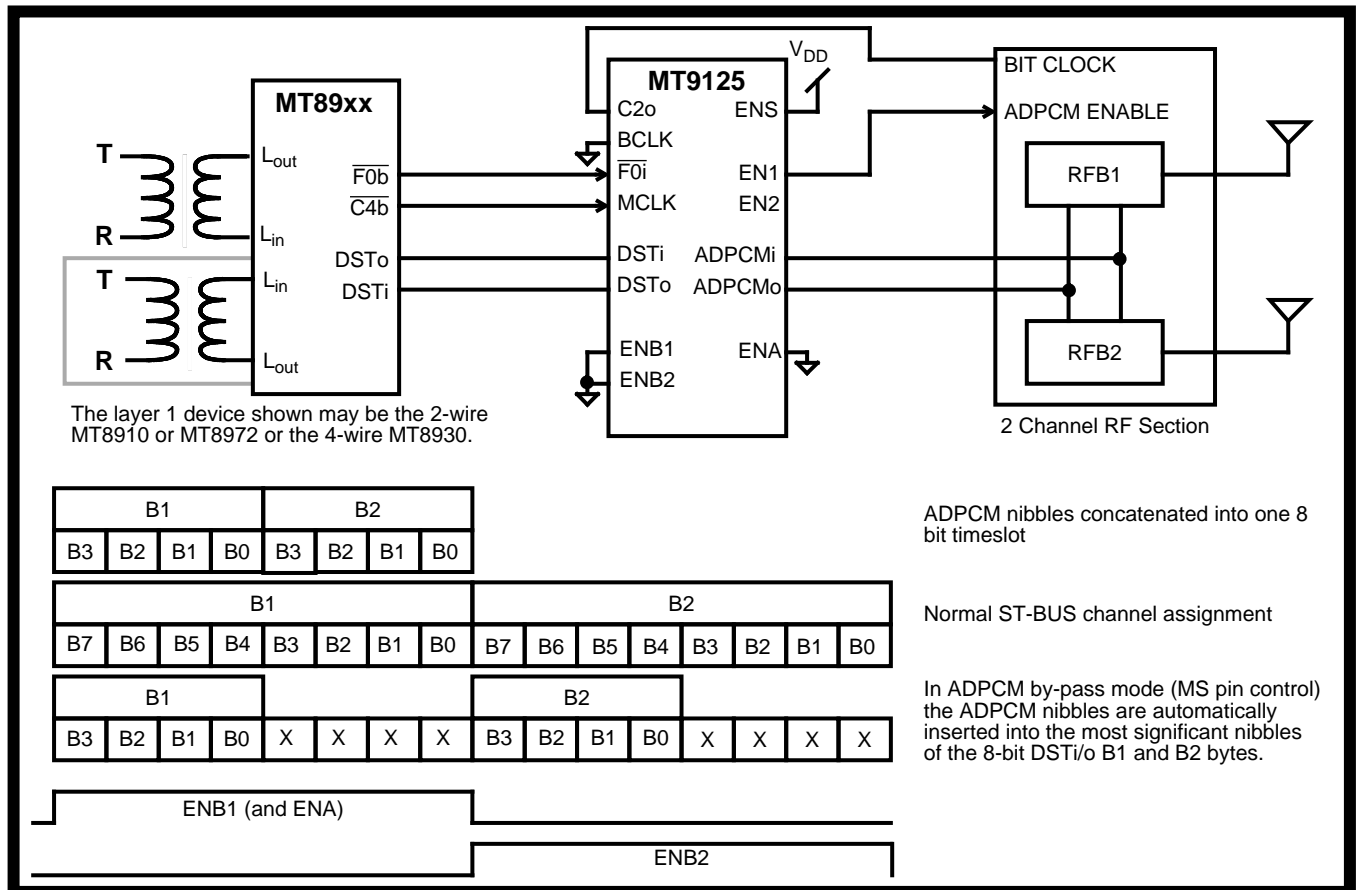 MT89xx
T
R
T
R
Lout
Lin
Lin
Lout
F0b
C4b
DSTo
DSTi
The layer 1 device shown may be the 2-wire
MT8910 or MT8972 or the 4-wire MT8930.
VDD
MT9125
C2o
BCLK
F0i
MCLK
DSTi
DSTo
ENB1
ENB2
ENS
EN1
EN2
ADPCMi
ADPCMo
ENA
BIT CLOCK
ADPCM ENABLE
RFB1
RFB2
2 Channel RF Section
B1 B2
B3 B2 B1 B0 B3 B2 B1 B0
ADPCM nibbles concatenated into one 8
bit timeslot
B1 B2
B7 B6 B5 B4 B3 B2 B1 B0 B7 B6 B5 B4 B3 B2 B1 B0
Normal ST-BUS channel assignment
B1 B2
B3 B2 B1 B0 X X X X B3 B2 B1 B0 X X X X
In ADPCM by-pass mode (MS pin control)
the ADPCM nibbles are automatically
inserted into the most significant nibbles
of the 8-bit DSTi/o B1 and B2 bytes.
ENB1 (and ENA)
ENB2